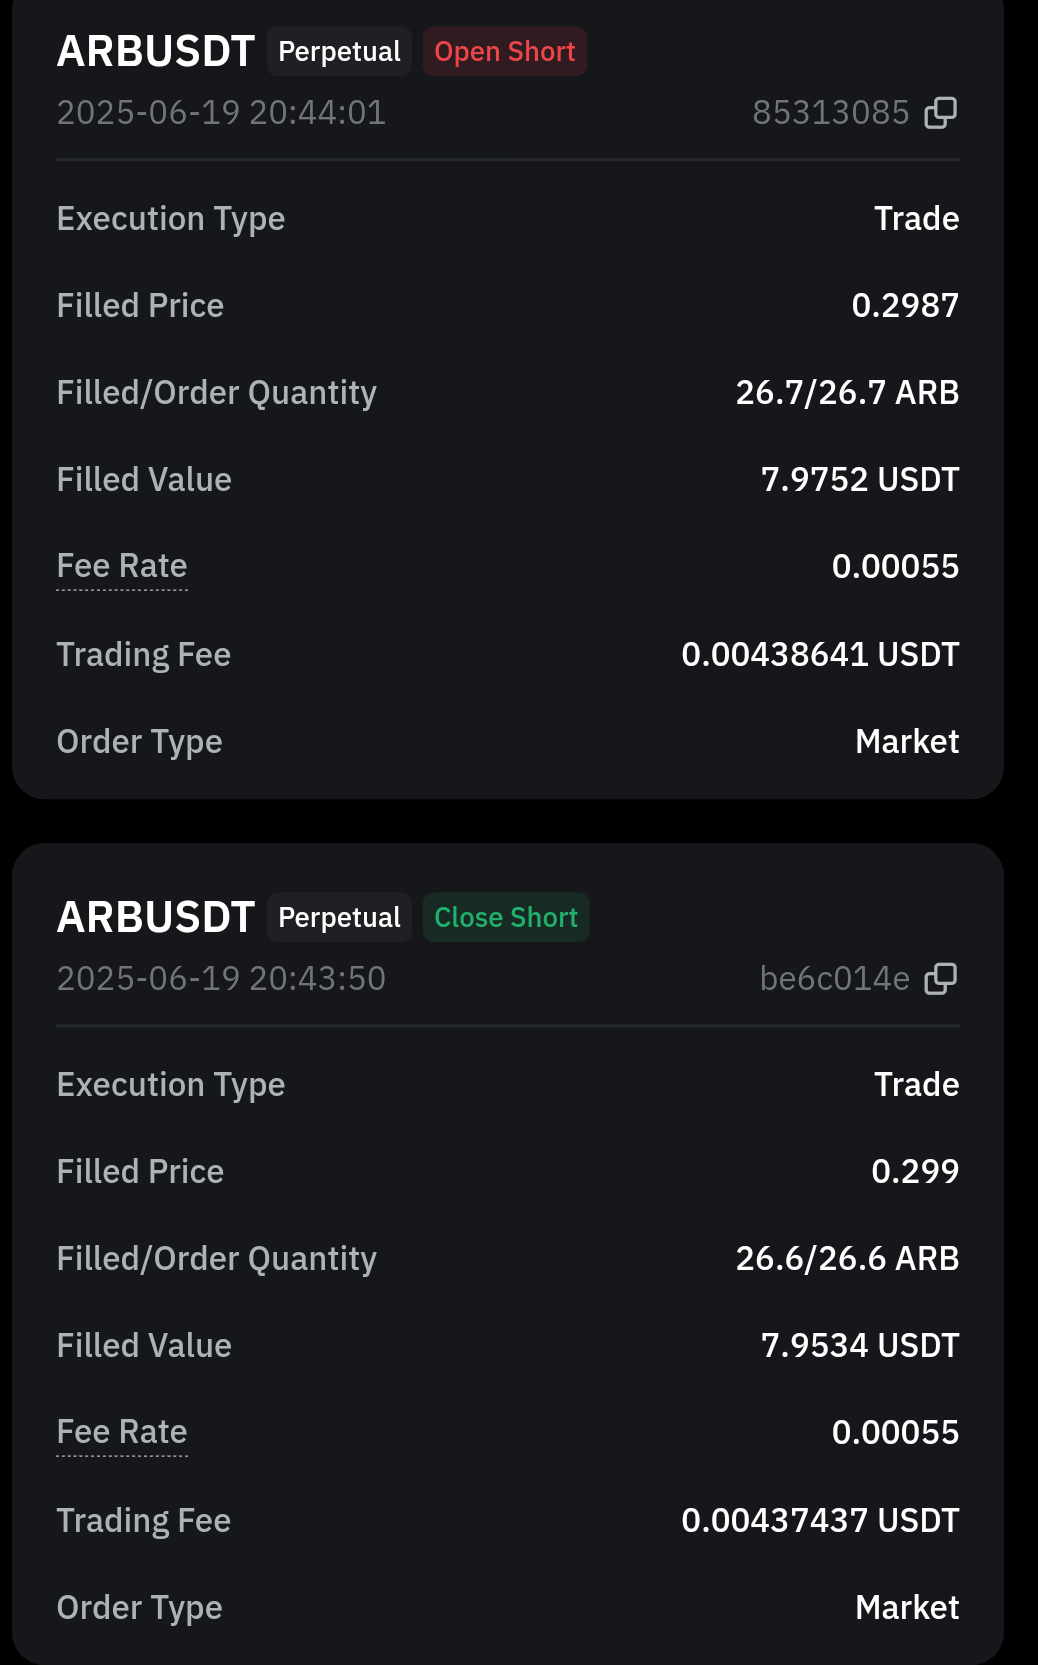 ARBUSDT Perpetual Open Short
2025-06-19 20:44:01 85313085
Execution Type Trade
Filled Price 0.2987
Filled/Order Quantity 26.7/26.7 ARB
Filled Value 7.9752 USDT
Fee Rate 0.00055
Trading Fee 0.00438641 USDT
Order Type Market
ARBUSDT Perpetual Close Short
2025-06-19 20:43:50 be6c014e
Execution Type Trade
Filled Price 0.299
Filled/Order Quantity 26.6/26.6 ARB
Filled Value 7.9534 USDT
Fee Rate 0.00055
Trading Fee 0.00437437 USDT
Order Type Market